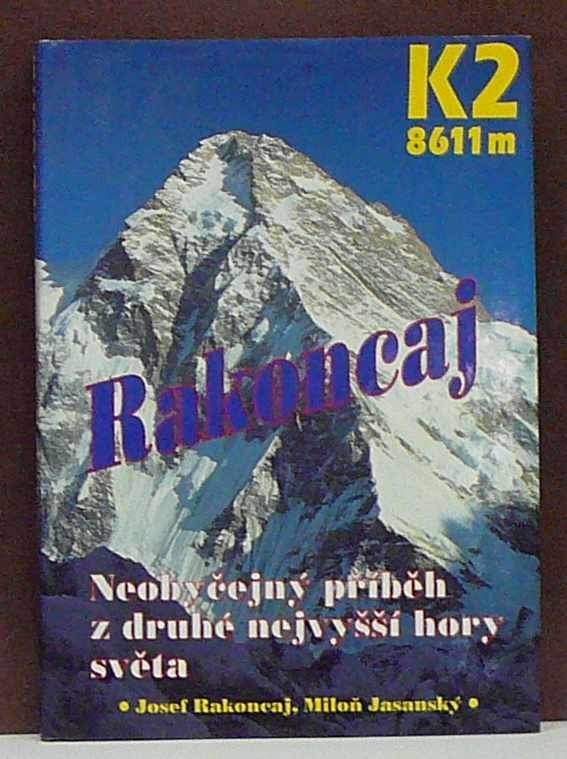 K2
8611m
Rakoncaj
Neobyčejný příběh
z druhé nejvyšší hory
světa
• Josef Rakoncaj, Miloň Jasanský •